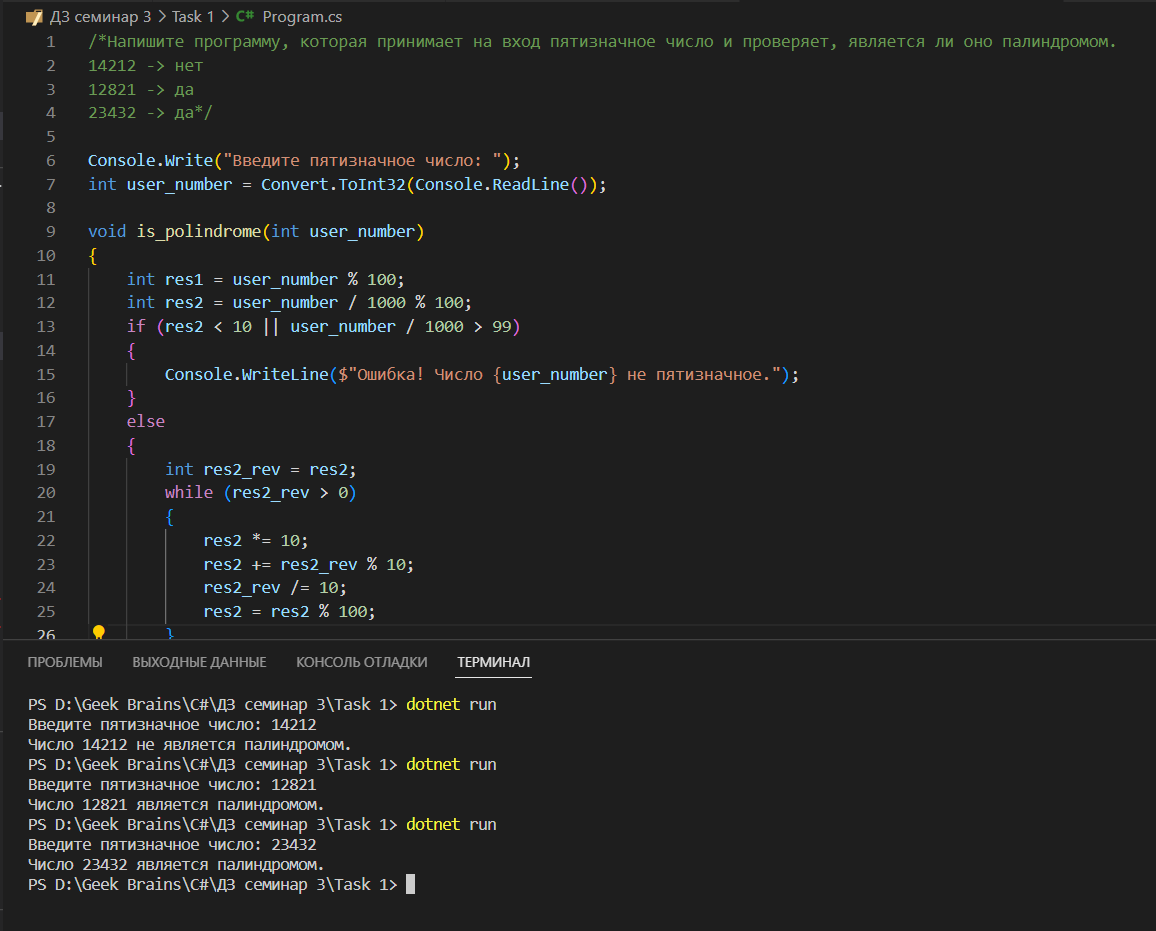 ДЗ семинар 3 > Task 1 > C# Program.cs
1 /*Напишите программу, которая принимает на вход пятизначное число и проверяет, является ли оно палиндромом.
2 14212 -> нет
3 12821 -> да
4 23432 -> да*/
5
6 Console.Write("Введите пятизначное число: ");
7 int user_number = Convert.ToInt32(Console.ReadLine());
8
9 void is_polindrome(int user_number)
10 {
11 int res1 = user_number % 100;
12 int res2 = user_number / 1000 % 100;
13 if (res2 < 10 || user_number / 1000 > 99)
14 {
15 Console.WriteLine($"Ошибка! Число {user_number} не пятизначное.");
16 }
17 else
18 {
19 int res2_rev = res2;
20 while (res2_rev > 0)
21 {
22 res2 *= 10;
23 res2 += res2_rev % 10;
24 res2_rev /= 10;
25 res2 = res2 % 100;
26 }
ПРОБЛЕМЫ ВЫХОДНЫЕ ДАННЫЕ КОНСОЛЬ ОТЛАДКИ ТЕРМИНАЛ
PS D:\Geek Brains\C#\ДЗ семинар 3\Task 1> dotnet run
Введите пятизначное число: 14212
Число 14212 не является палиндромом.
PS D:\Geek Brains\C#\ДЗ семинар 3\Task 1> dotnet run
Введите пятизначное число: 12821
Число 12821 является палиндромом.
PS D:\Geek Brains\C#\ДЗ семинар 3\Task 1> dotnet run
Введите пятизначное число: 23432
Число 23432 является палиндромом.
PS D:\Geek Brains\C#\ДЗ семинар 3\Task 1>